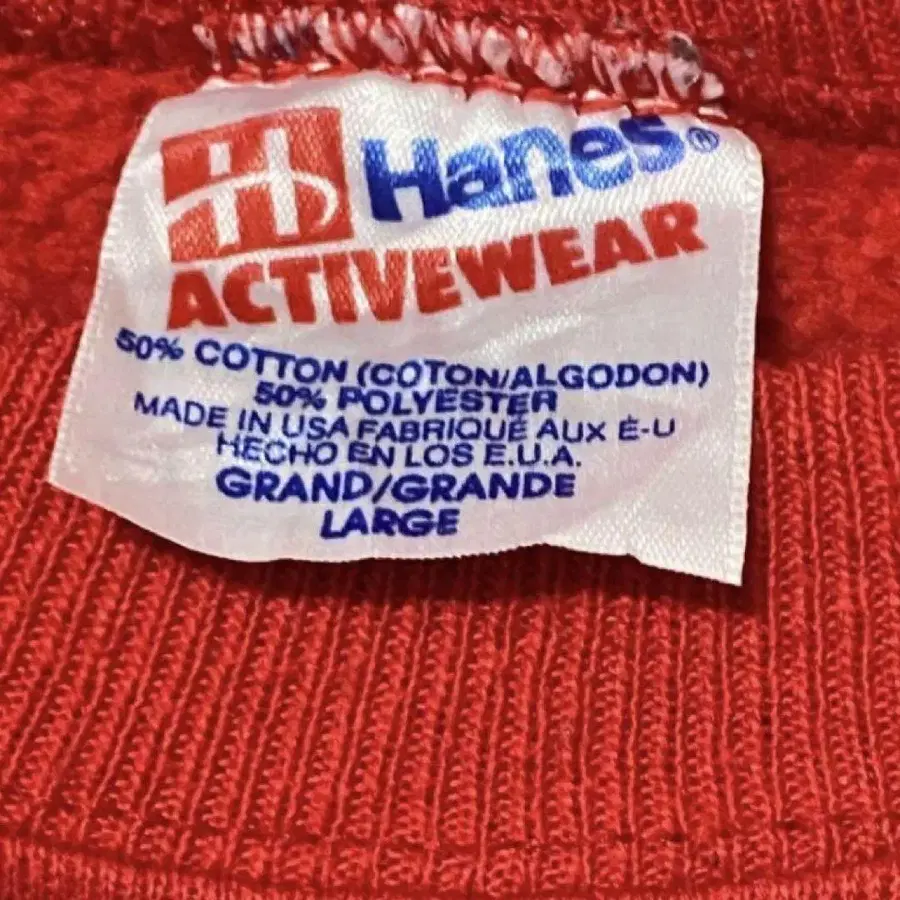 Hanes®
ACTIVEWEAR
50% COTTON (COTON/ALGODON)
50% POLYESTER
MADE IN USA FABRIQUÉ AUX É-U
HECHO EN LOS E.U.A.
GRAND/GRANDE
LARGE